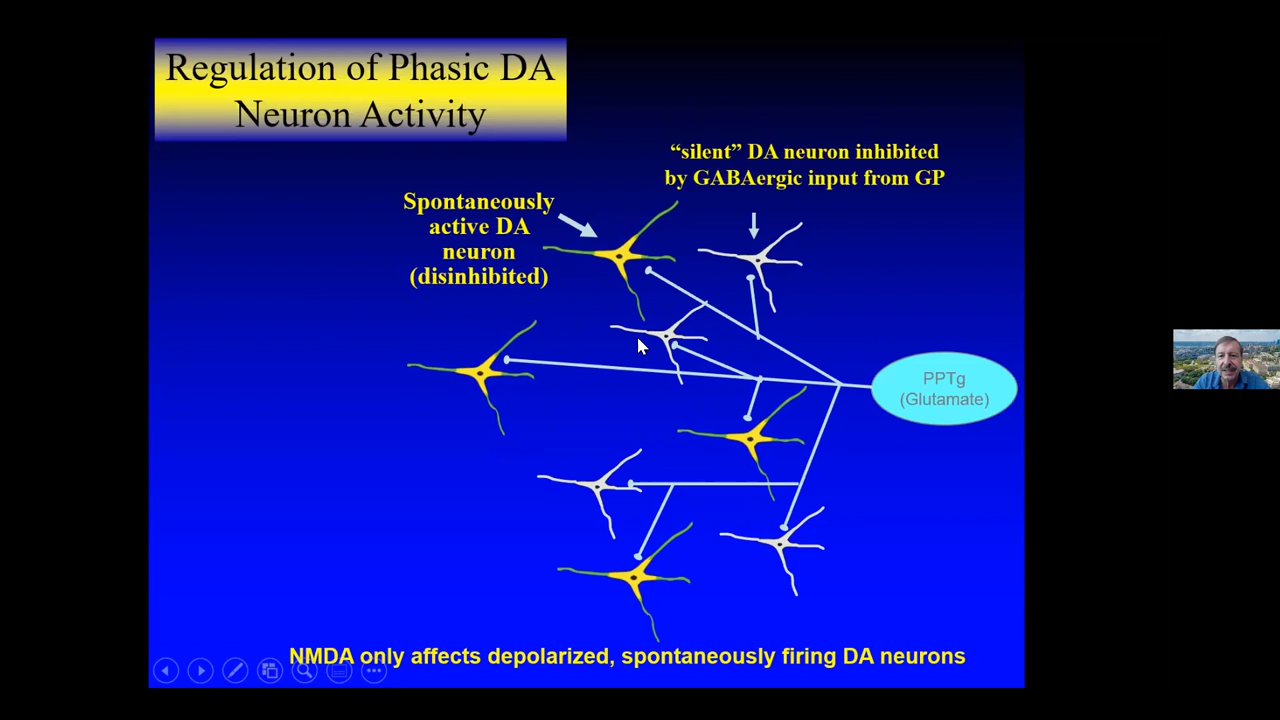 Regulation of Phasic DA
Neuron Activity
“silent” DA neuron inhibited
by GABAergic input from GP
Spontaneously
active DA
neuron
(disinhibited)
PPTg
(Glutamate)
NMDA only affects depolarized, spontaneously firing DA neurons